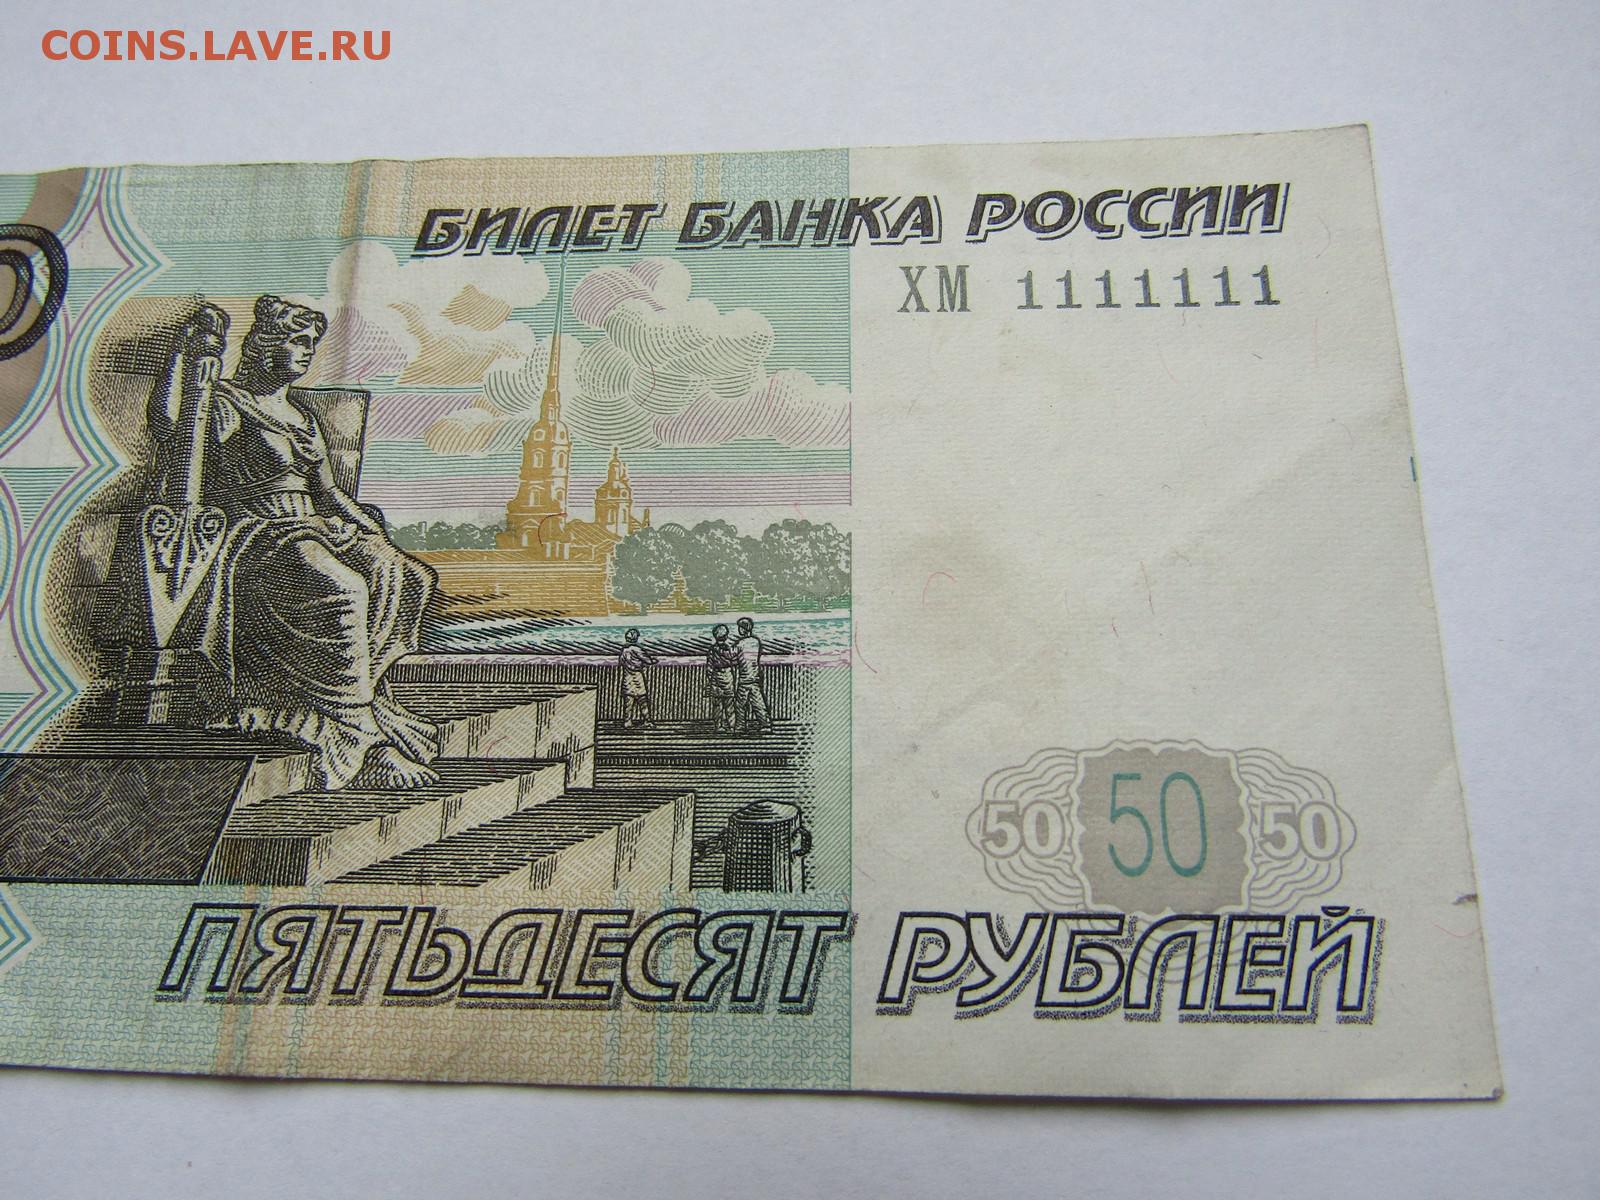 COINS.LAVE.RU
БИЛЕТ БАНКА РОССИИ
ХМ 1111111
50 50 50
ПЯТЬДЕСЯТ РУБЛЕЙ